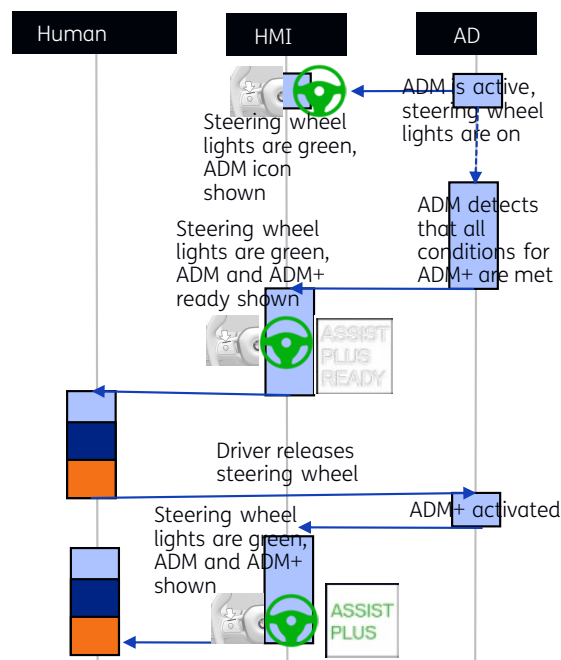 Human
HMI
AD
ADM is active,
steering wheel
lights are on
Steering wheel
lights are green,
ADM icon
shown
ADM detects
that all
conditions for
ADM+ are met
Steering wheel
lights are green,
ADM and ADM+
ready shown
ASSIST
PLUS
READY
Driver releases
steering wheel
ADM+ activated
Steering wheel
lights are green,
ADM and ADM+
shown
ASSIST
PLUS